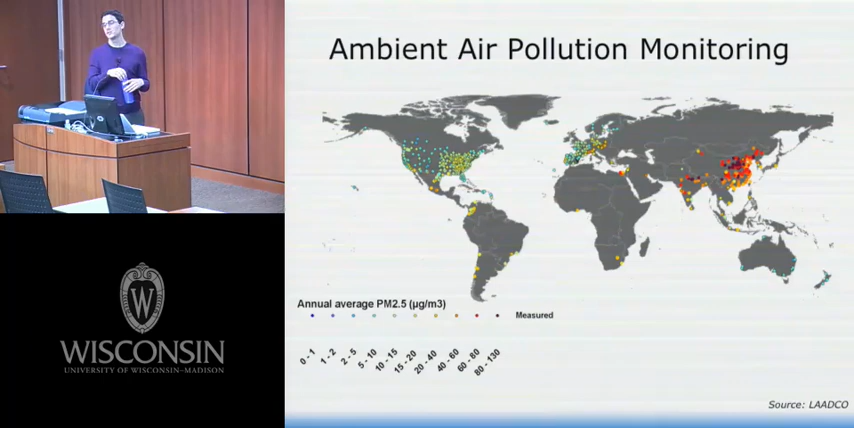 Ambient Air Pollution Monitoring
Annual average PM2.5 (µg/m3)
Measured
0 - 1
1 - 2
2 - 5
5 - 10
10 - 15
15 - 20
20 - 40
40 - 60
60 - 80
80 - 130
Source: LAADCO
W
WISCONSIN
UNIVERSITY OF WISCONSIN–MADISON